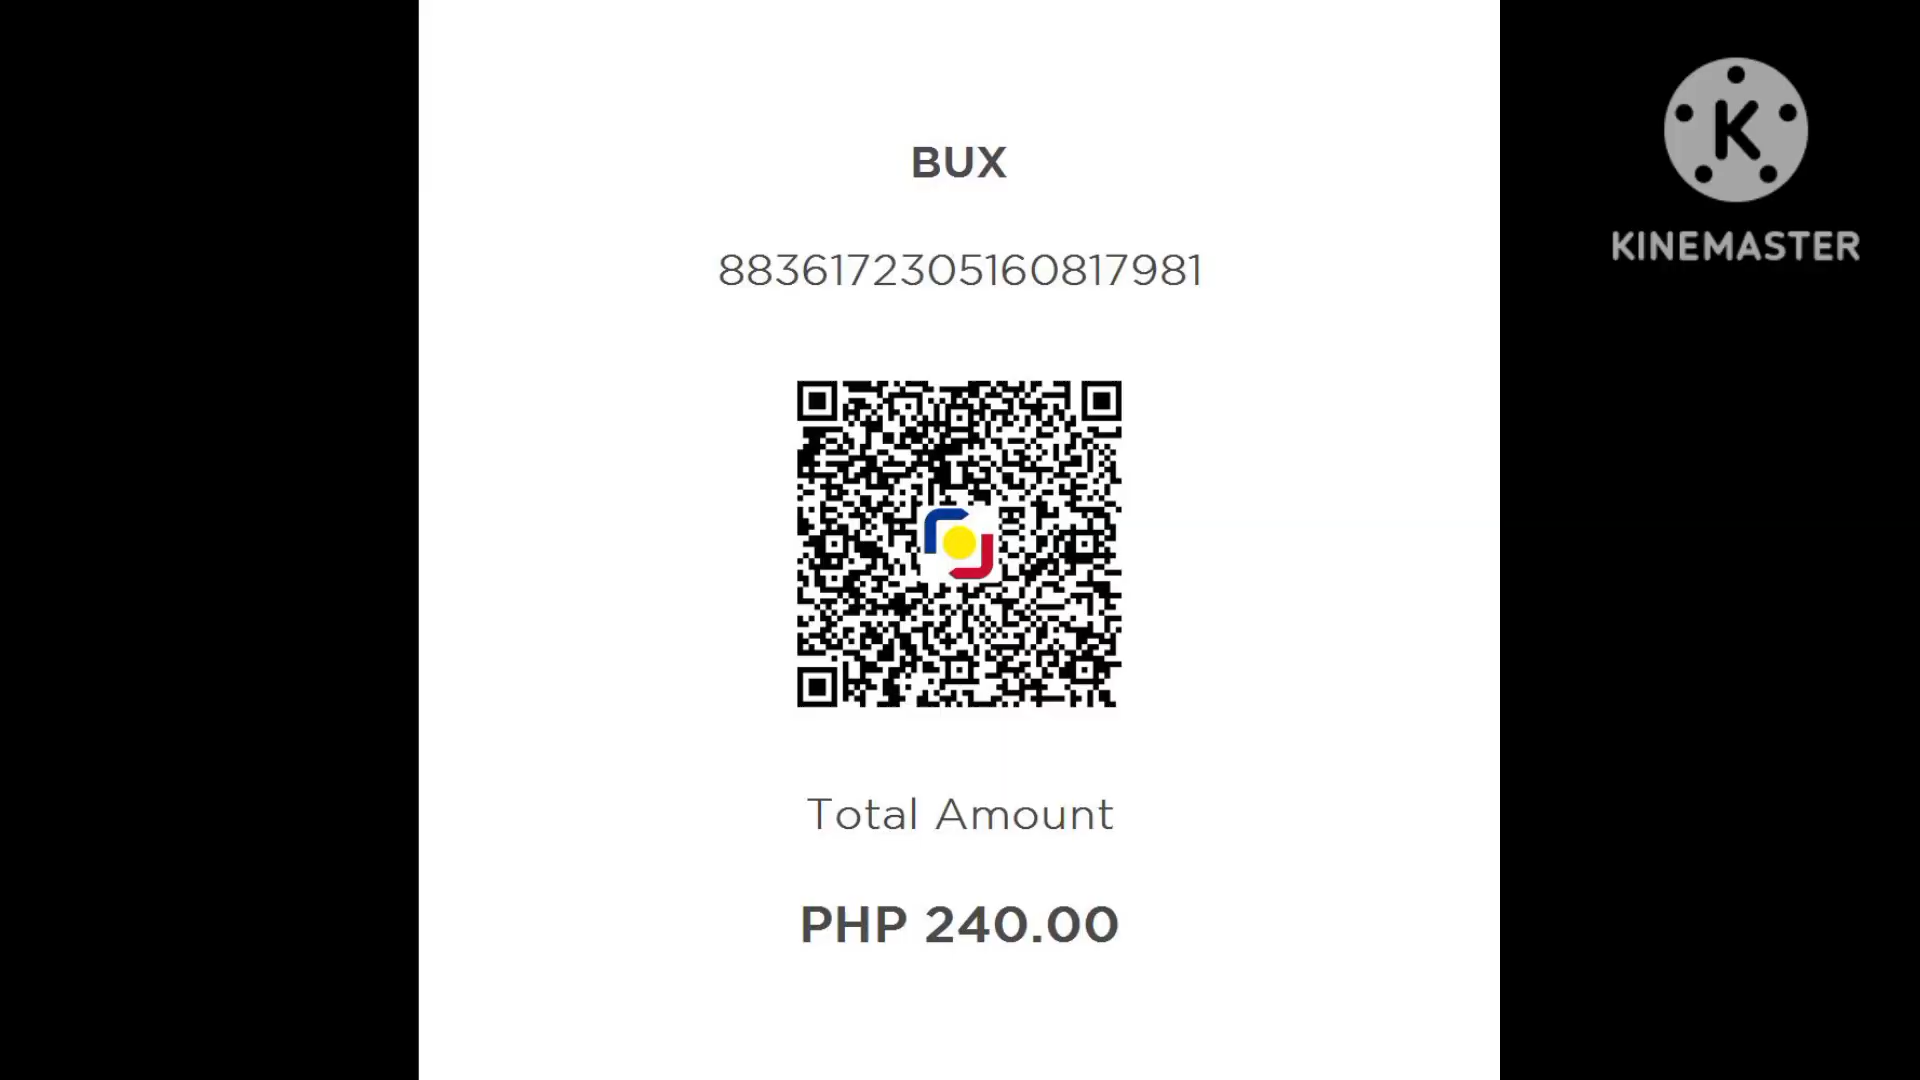 BUX
8836172305160817981
Total Amount
PHP 240.00
K
KINEMASTER